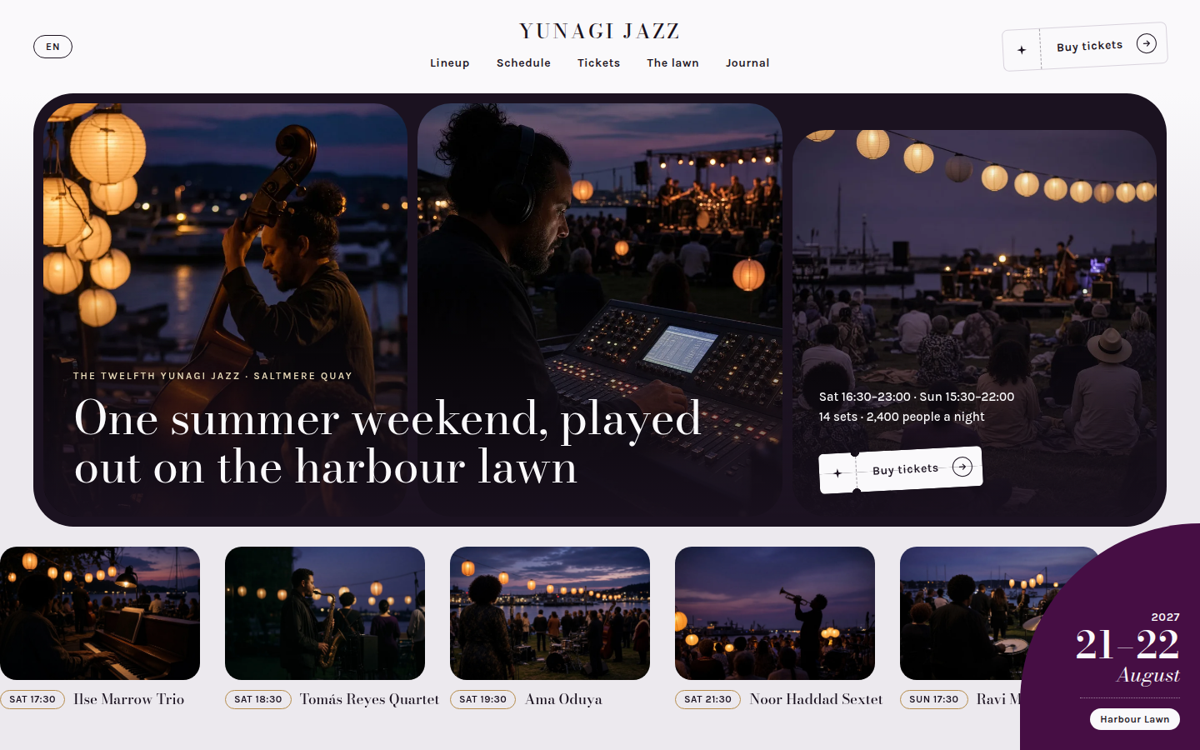 EN
YUNAGI JAZZ
Lineup Schedule Tickets The lawn Journal
Buy tickets
THE TWELFTH YUNAGI JAZZ · SALTMERE QUAY
One summer weekend, played
out on the harbour lawn
Sat 16:30–23:00 · Sun 15:30–22:00
14 sets · 2,400 people a night
Buy tickets
SAT 17:30 Ilse Marrow Trio
SAT 18:30 Tomás Reyes Quartet
SAT 19:30 Ama Oduya
SAT 21:30 Noor Haddad Sextet
SUN 17:30 Ravi M
2027
21–22
August
Harbour Lawn